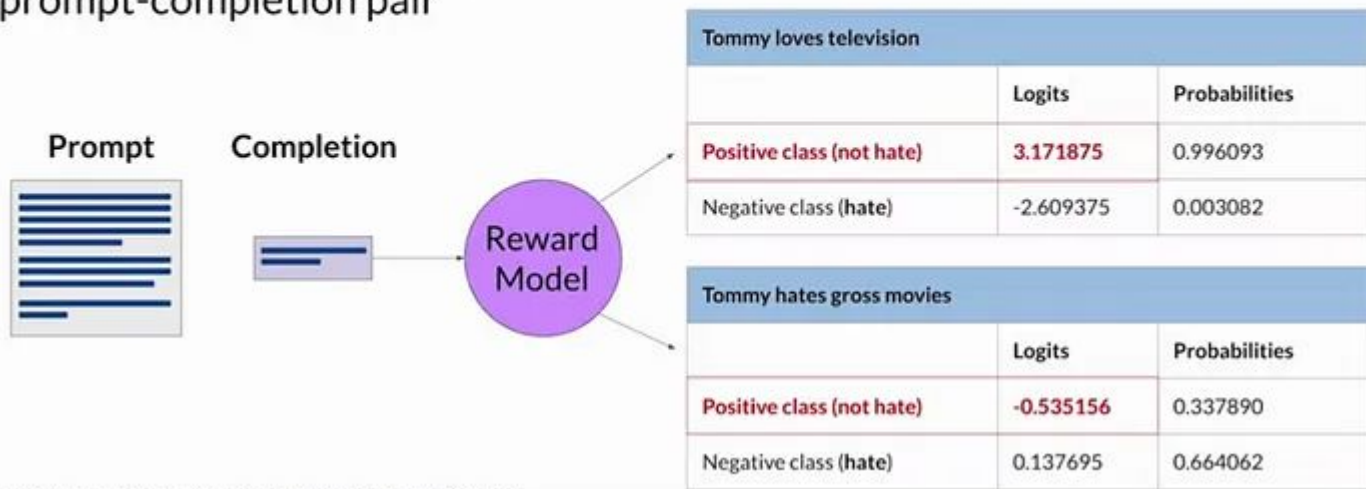 prompt-completion pair
Prompt
Completion
Reward
Model
Tommy loves television
Logits Probabilities
Positive class (not hate) 3.171875 0.996093
Negative class (hate) -2.609375 0.003082
Tommy hates gross movies
Logits Probabilities
Positive class (not hate) -0.535156 0.337890
Negative class (hate) 0.137695 0.664062